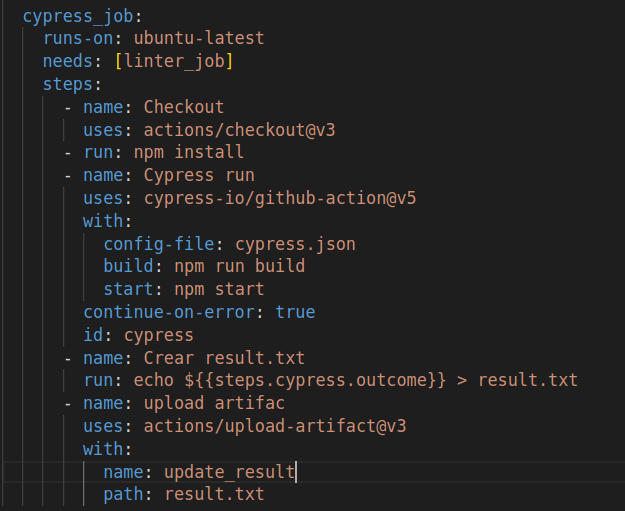 cypress_job:
  runs-on: ubuntu-latest
  needs: [linter_job]
  steps:
    - name: Checkout
      uses: actions/checkout@v3
    - run: npm install
    - name: Cypress run
      uses: cypress-io/github-action@v5
      with:
        config-file: cypress.json
        build: npm run build
        start: npm start
      continue-on-error: true
      id: cypress
    - name: Crear result.txt
      run: echo ${{steps.cypress.outcome}} > result.txt
    - name: upload artifac
      uses: actions/upload-artifact@v3
      with:
        name: update_result
        path: result.txt